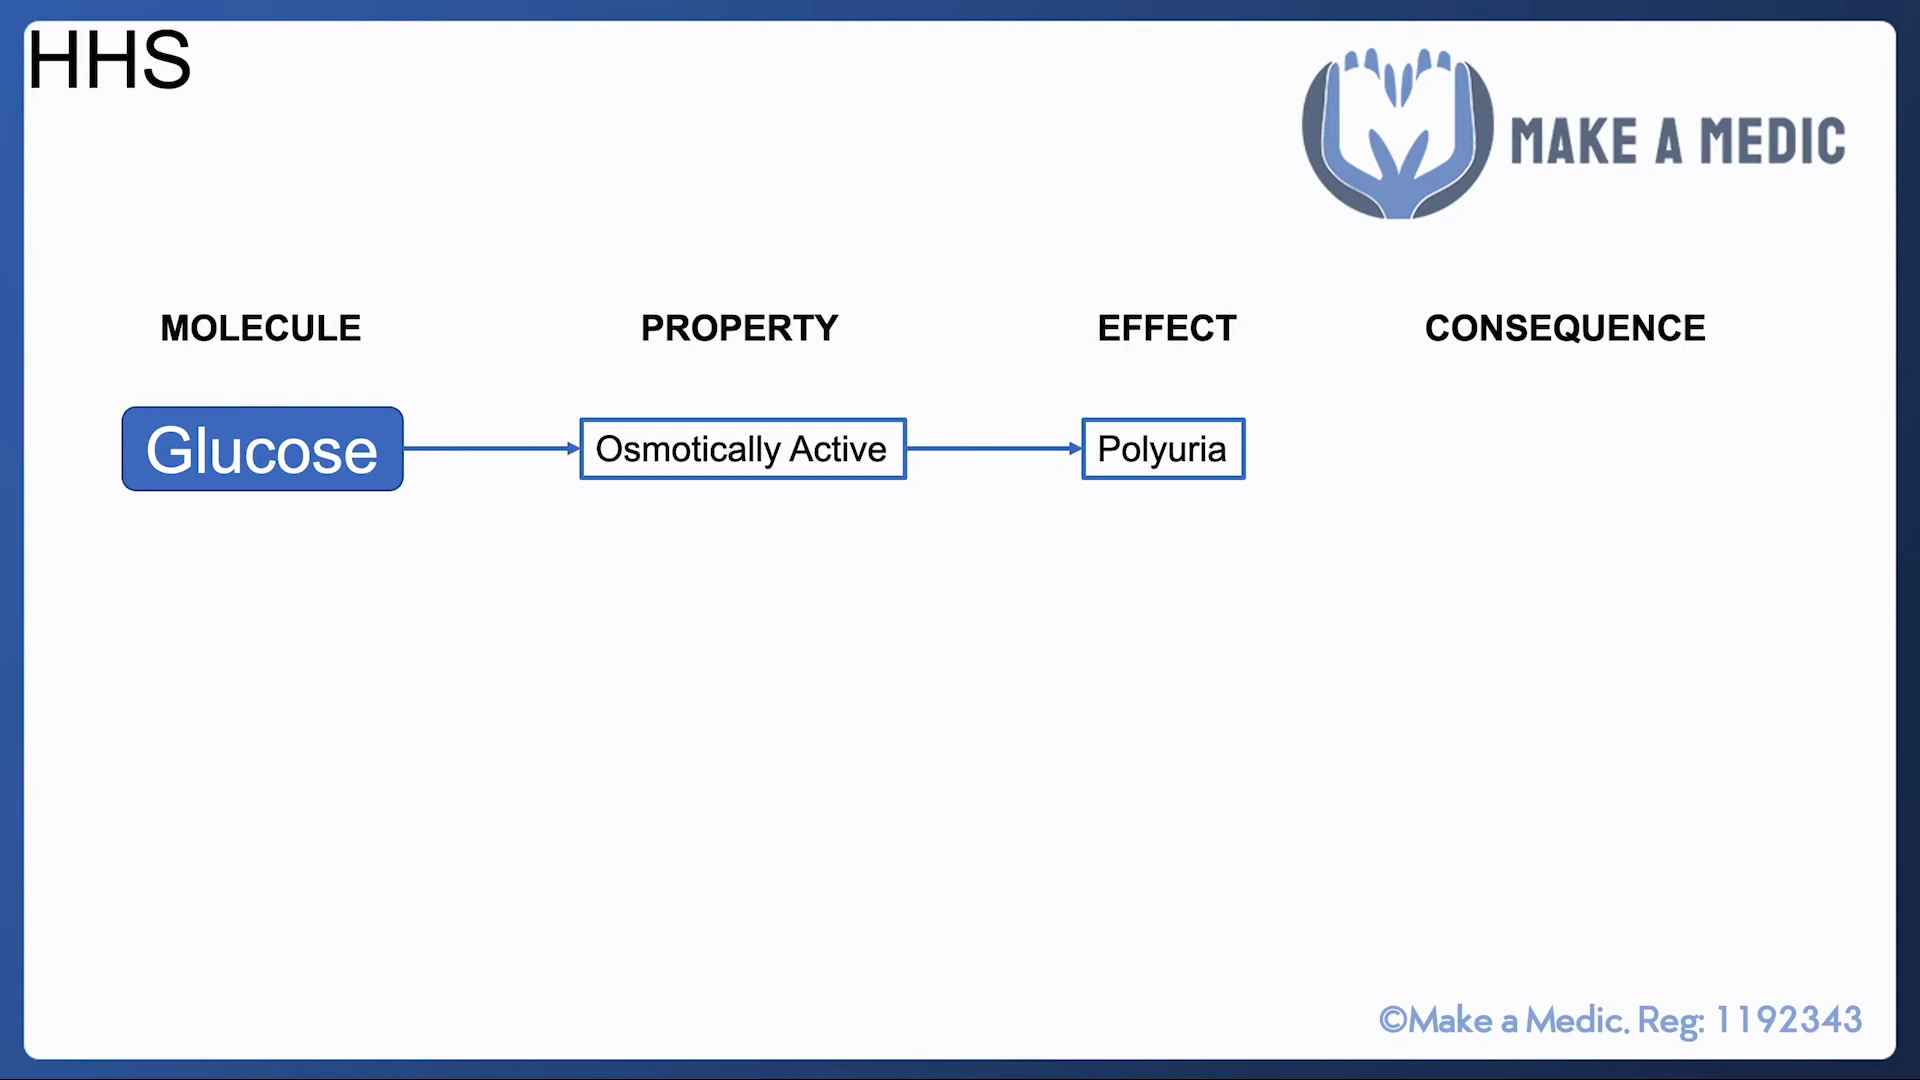 HHS
MAKE A MEDIC
MOLECULE PROPERTY EFFECT CONSEQUENCE
Glucose Osmotically Active Polyuria
©Make a Medic. Reg: 1192343